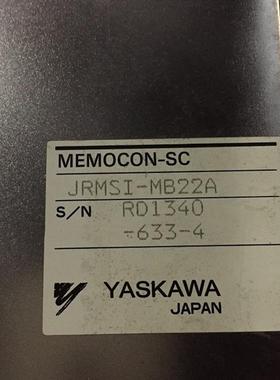 MEMOCON-SC
JRMSI-MB22A
S/N RD1340
-633-4
YASKAWA
JAPAN